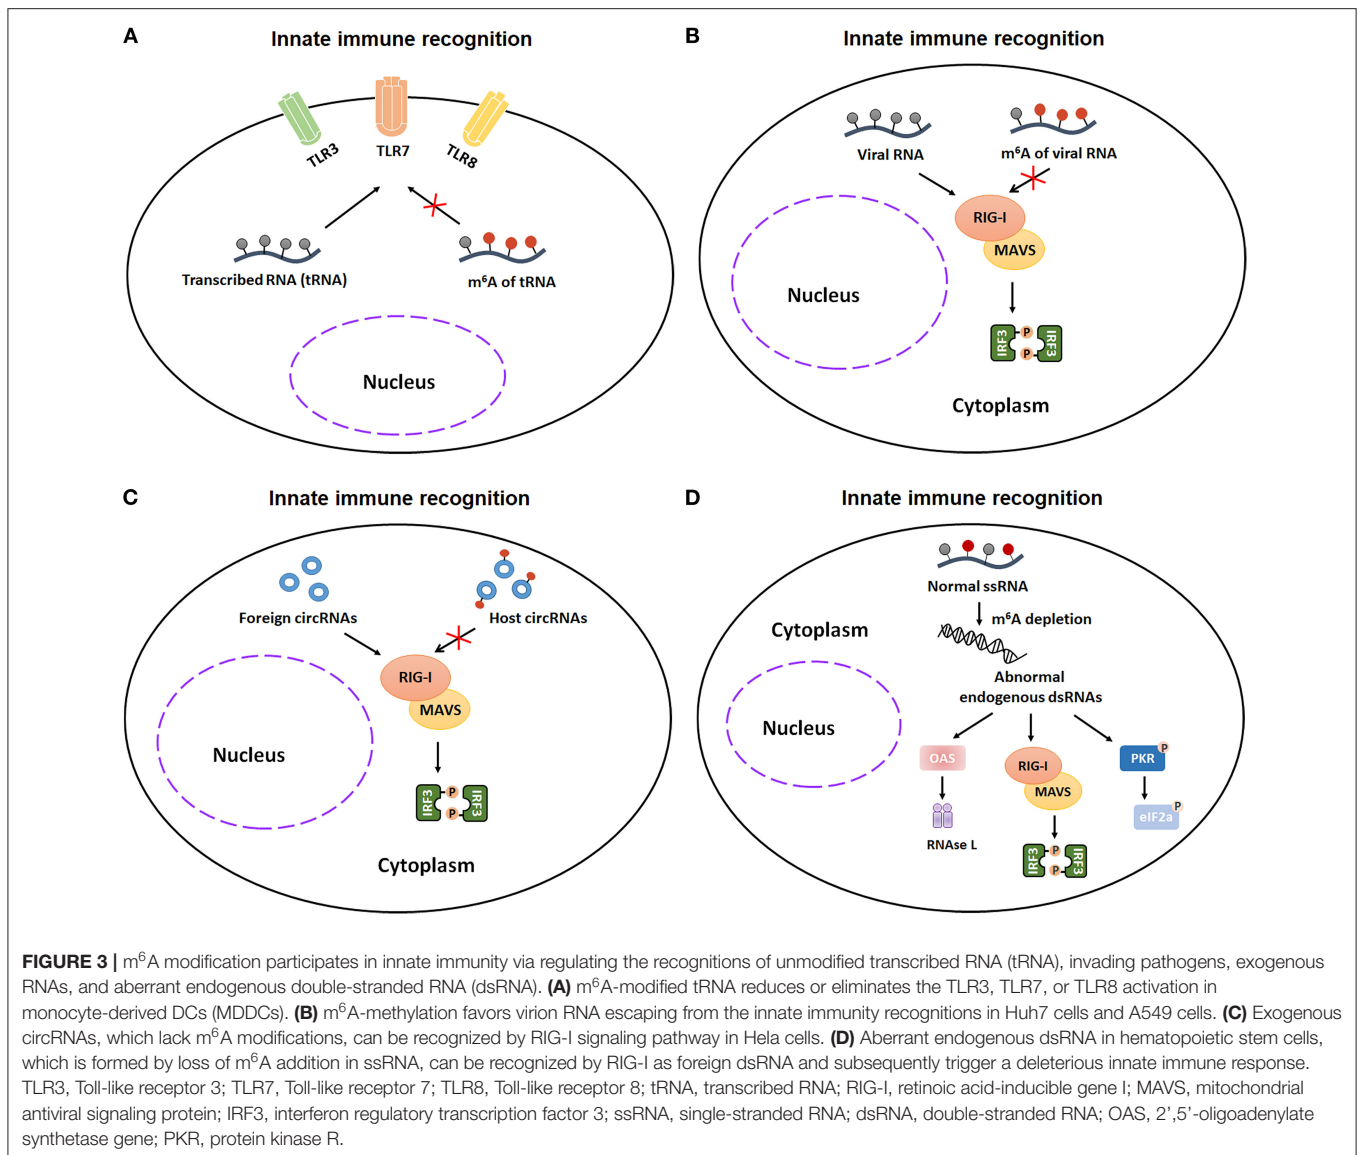 A
Innate immune recognition
TLR3
TLR7
TLR8
Transcribed RNA (tRNA)
m⁶A of tRNA
Nucleus
B
Innate immune recognition
Viral RNA
m⁶A of viral RNA
RIG-I
MAVS
Nucleus
IRF3
P
P
IRF3
Cytoplasm
C
Innate immune recognition
Foreign circRNAs
Host circRNAs
RIG-I
MAVS
Nucleus
IRF3
P
P
IRF3
Cytoplasm
D
Innate immune recognition
Normal ssRNA
m⁶A depletion
Cytoplasm
Abnormal
endogenous dsRNAs
Nucleus
OAS
RIG-I
MAVS
PKR
P
RNAse L
eIF2a
P
IRF3
P
P
IRF3
FIGURE 3 | m⁶A modification participates in innate immunity via regulating the recognitions of unmodified transcribed RNA (tRNA), invading pathogens, exogenous
RNAs, and aberrant endogenous double-stranded RNA (dsRNA). (A) m⁶A-modified tRNA reduces or eliminates the TLR3, TLR7, or TLR8 activation in
monocyte-derived DCs (MDDCs). (B) m⁶A-methylation favors virion RNA escaping from the innate immunity recognitions in Huh7 cells and A549 cells. (C) Exogenous
circRNAs, which lack m⁶A modifications, can be recognized by RIG-I signaling pathway in Hela cells. (D) Aberrant endogenous dsRNA in hematopoietic stem cells,
which is formed by loss of m⁶A addition in ssRNA, can be recognized by RIG-I as foreign dsRNA and subsequently trigger a deleterious innate immune response.
TLR3, Toll-like receptor 3; TLR7, Toll-like receptor 7; TLR8, Toll-like receptor 8; tRNA, transcribed RNA; RIG-I, retinoic acid-inducible gene I; MAVS, mitochondrial
antiviral signaling protein; IRF3, interferon regulatory transcription factor 3; ssRNA, single-stranded RNA; dsRNA, double-stranded RNA; OAS, 2',5'-oligoadenylate
synthetase gene; PKR, protein kinase R.